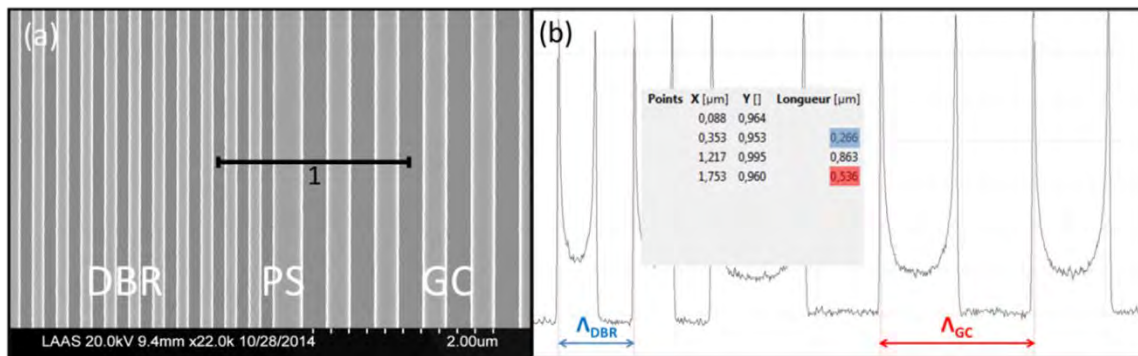 (a)
1
DBR PS GC
LAAS 20.0kV 9.4mm x22.0k 10/28/2014 2.00um
(b)
Points X [µm] Y [] Longueur [µm]
0,088 0,964
0,353 0,953 0,266
1,217 0,995 0,863
1,753 0,960 0,536
Λ_DBR
Λ_GC